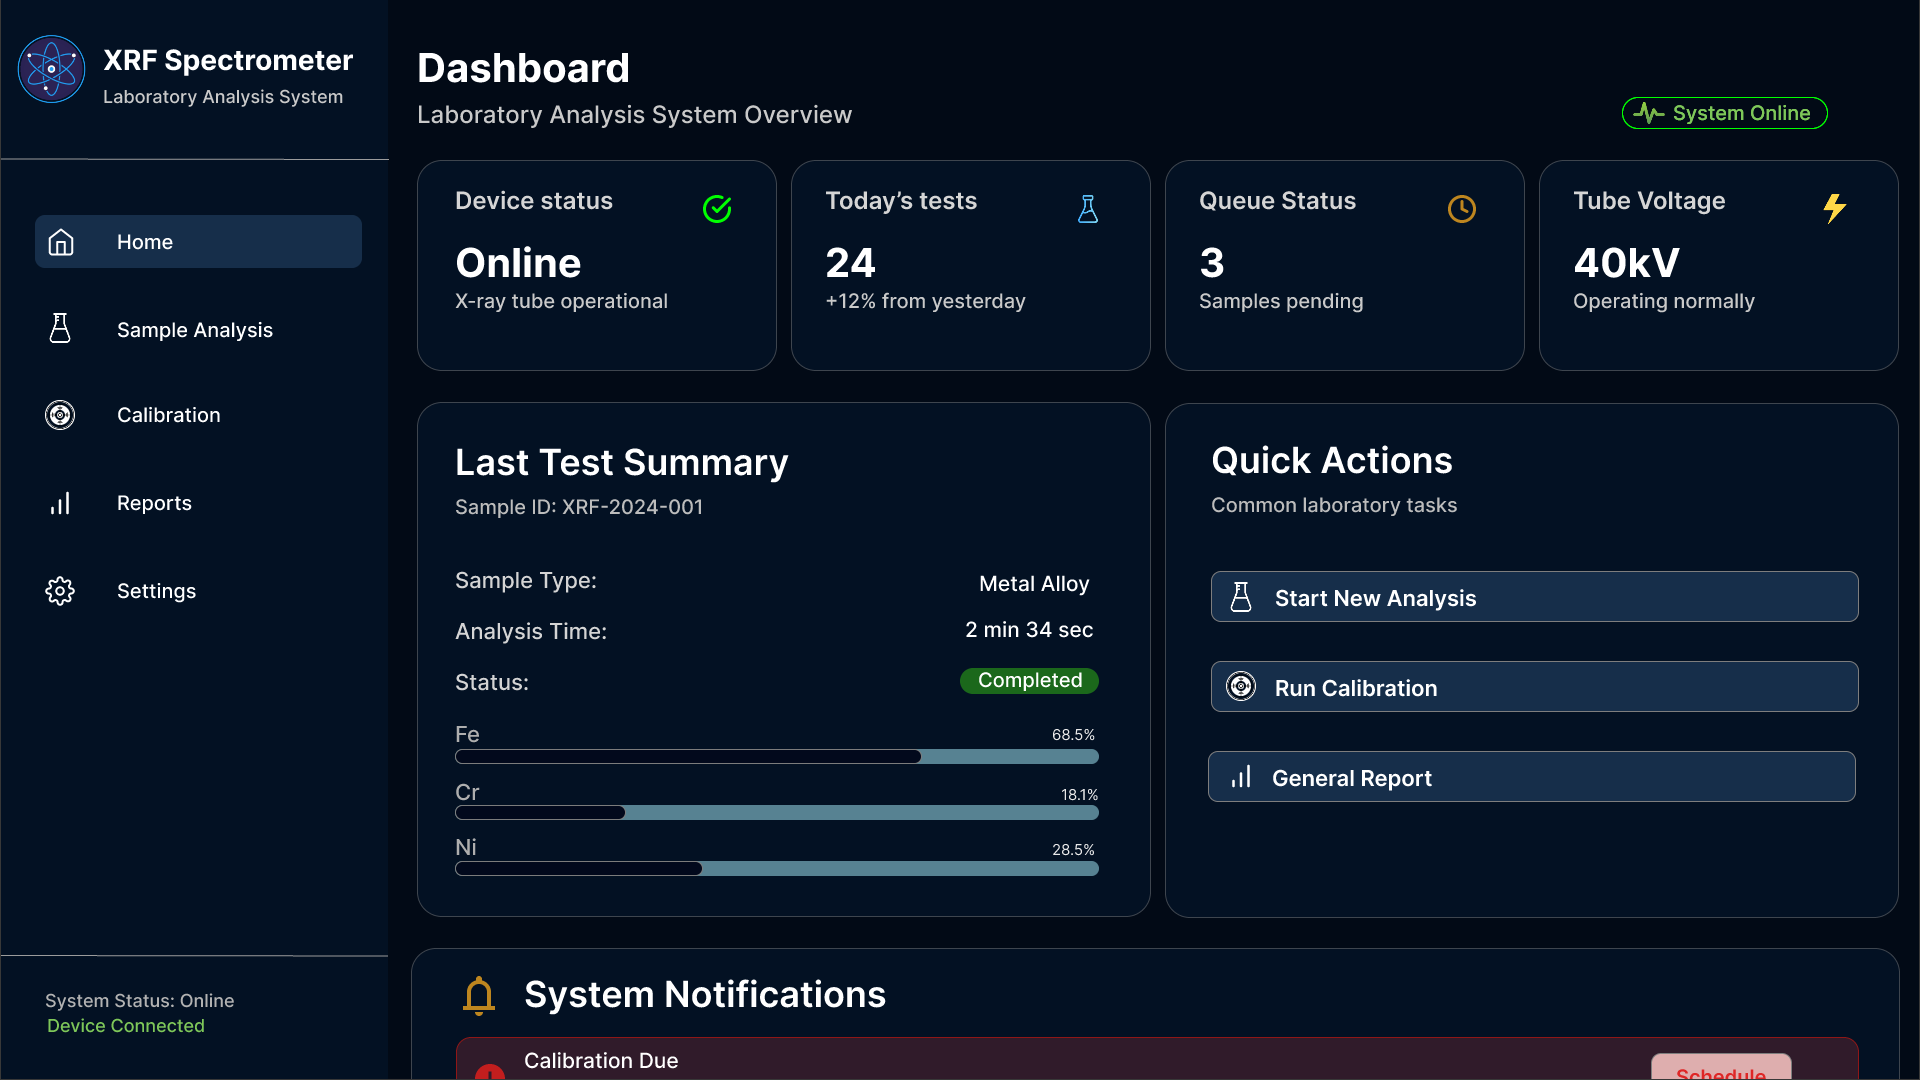 XRF Spectrometer
Laboratory Analysis System
Home
Sample Analysis
Calibration
Reports
Settings
System Status: Online
Device Connected
Dashboard
Laboratory Analysis System Overview
System Online
Device status
Online
X-ray tube operational
Today’s tests
24
+12% from yesterday
Queue Status
3
Samples pending
Tube Voltage
40kV
Operating normally
Last Test Summary
Sample ID: XRF-2024-001
Sample Type: Metal Alloy
Analysis Time: 2 min 34 sec
Status: Completed
Fe 68.5%
Cr 18.1%
Ni 28.5%
Quick Actions
Common laboratory tasks
Start New Analysis
Run Calibration
General Report
System Notifications
Calibration Due
Schedule